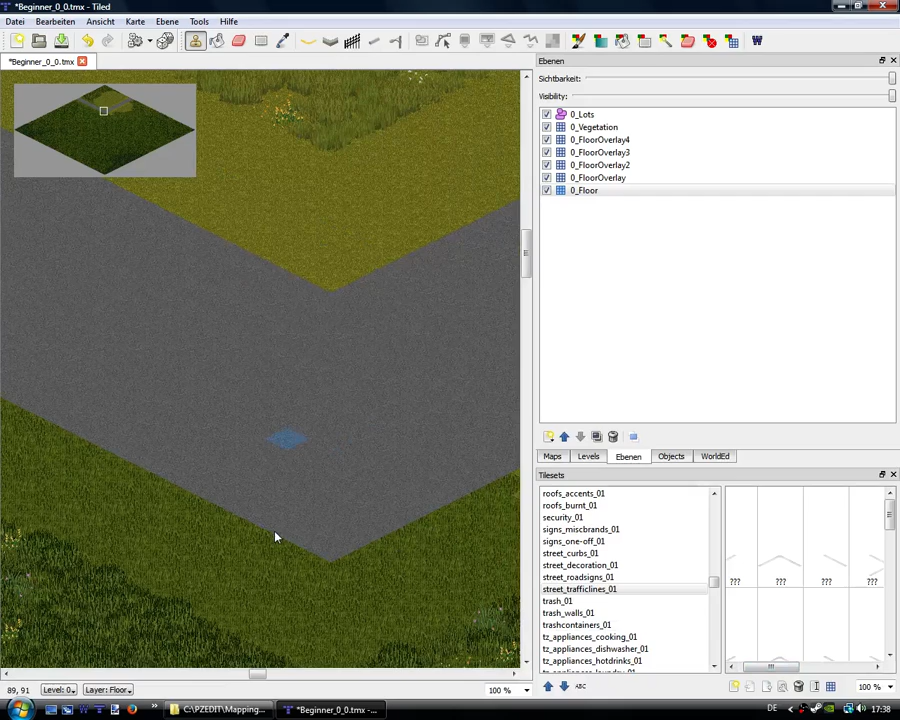 *Beginner_0_0.tmx - Tiled
Datei Bearbeiten Ansicht Karte Ebene Tools Hilfe
*Beginner_0_0.tmx
Ebenen
Sichtbarkeit:
Visibility:
0_Lots
0_Vegetation
0_FloorOverlay4
0_FloorOverlay3
0_FloorOverlay2
0_FloorOverlay
0_Floor
Maps Levels Ebenen Objects WorldEd
Tilesets
roofs_accents_01
roofs_burnt_01
security_01
signs_miscbrands_01
signs_one-off_01
street_curbs_01
street_decoration_01
street_roadsigns_01
street_trafficlines_01
trash_01
trash_walls_01
trashcontainers_01
tz_appliances_cooking_01
tz_appliances_dishwasher_01
tz_appliances_hotdrinks_01
??? ??? ??? ???
89, 91 Level: 0 Layer: Floor 100 % ABC 100 %
C:\PZEDIT\Mapping... *Beginner_0_0.tmx -... DE 17:38